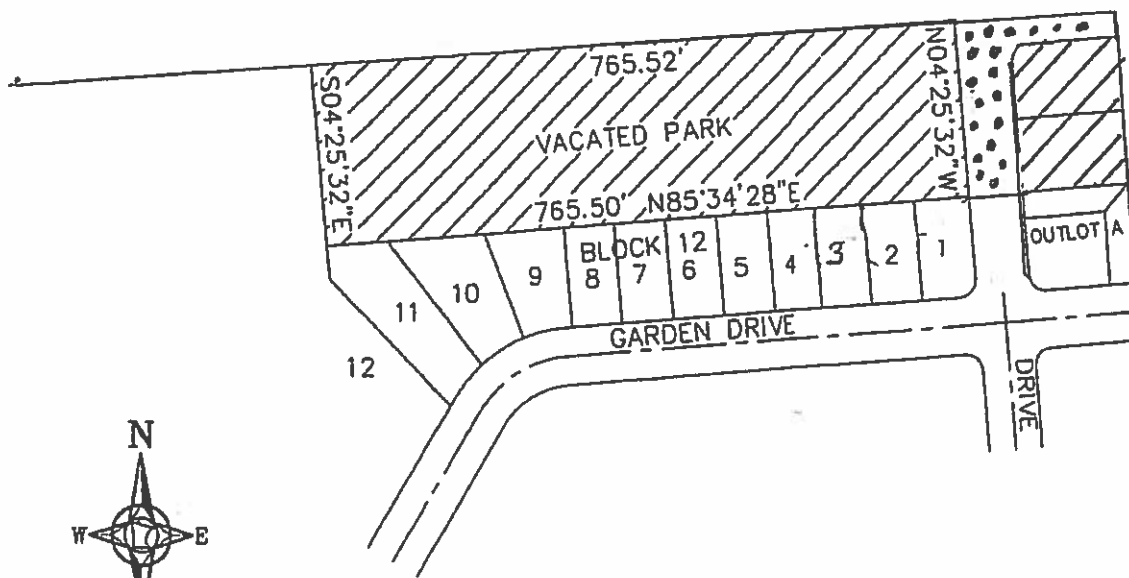 765.52'
S04°25'32"E
N04°25'32"W
VACATED PARK
765.50' N85°34'28"E
BLOCK 12
OUTLOT A
1
2
3
4
5
6
7
8
9
10
11
12
GARDEN DRIVE
DRIVE
N
W E